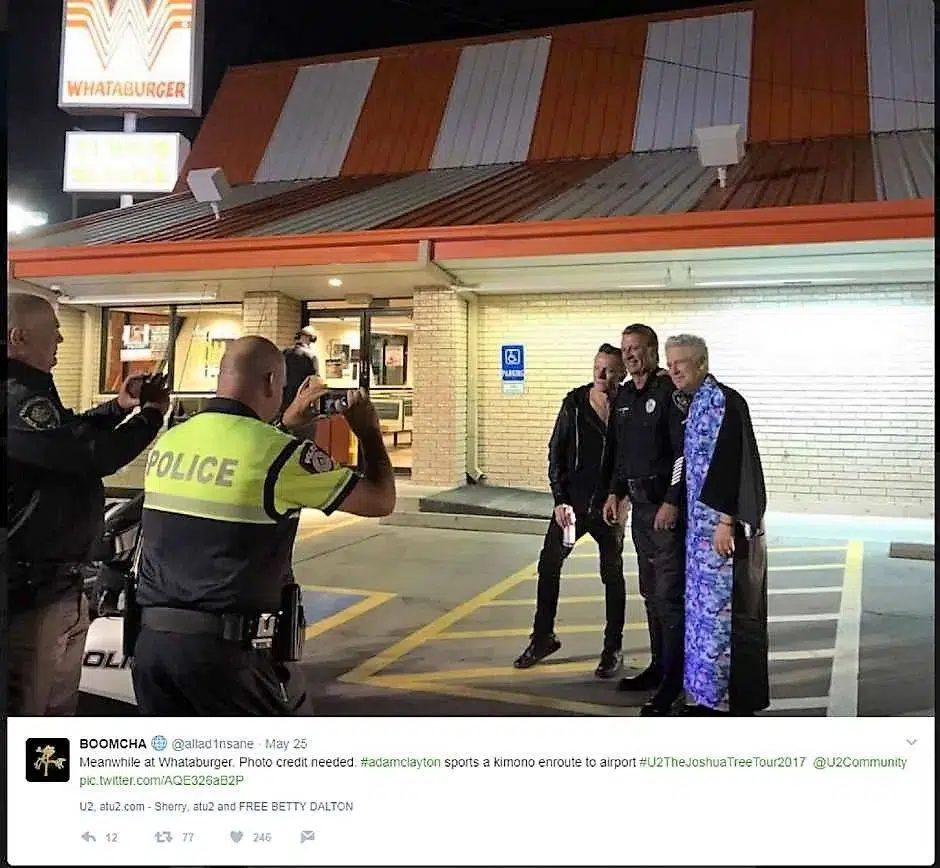 WHATABURGER
PARKING
POLICE
BOOMCHA @allad1nsane · May 25
Meanwhile at Whataburger. Photo credit needed. #adamclayton sports a kimono enroute to airport #U2TheJoshuaTreeTour2017 @U2Community
pic.twitter.com/AQE326aB2P
U2, atu2.com - Sherry, atu2 and FREE BETTY DALTON
12 77 246